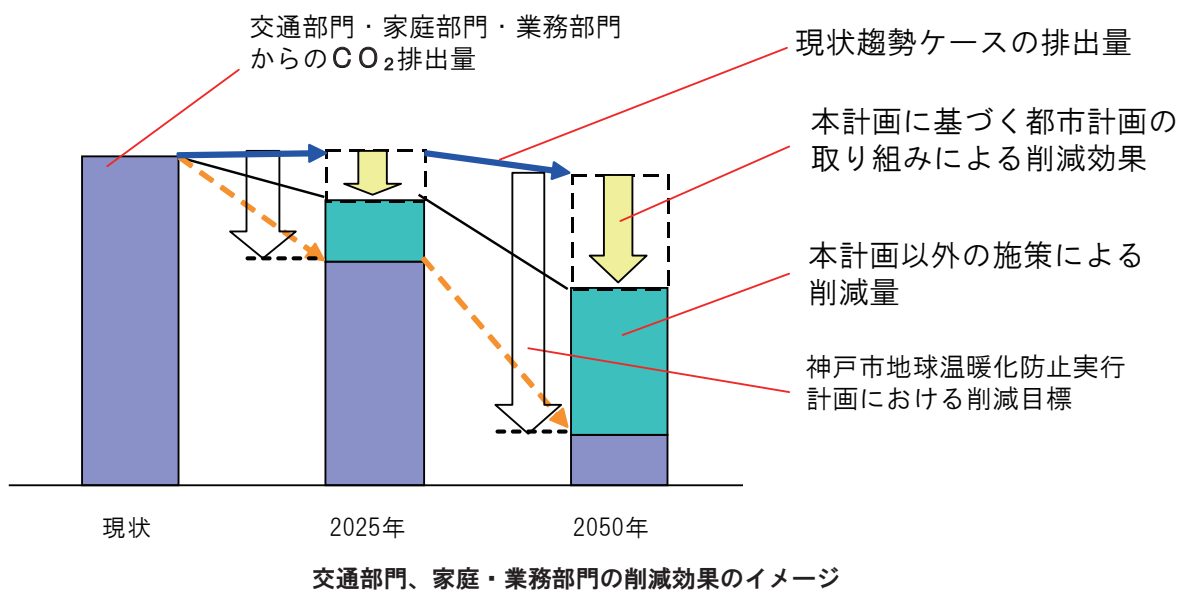 交通部門・家庭部門・業務部門
からのCO₂排出量
現状趨勢ケースの排出量
本計画に基づく都市計画の
取り組みによる削減効果
本計画以外の施策による
削減量
神戸市地球温暖化防止実行
計画における削減目標
現状
2025年
2050年
交通部門、家庭・業務部門の削減効果のイメージ